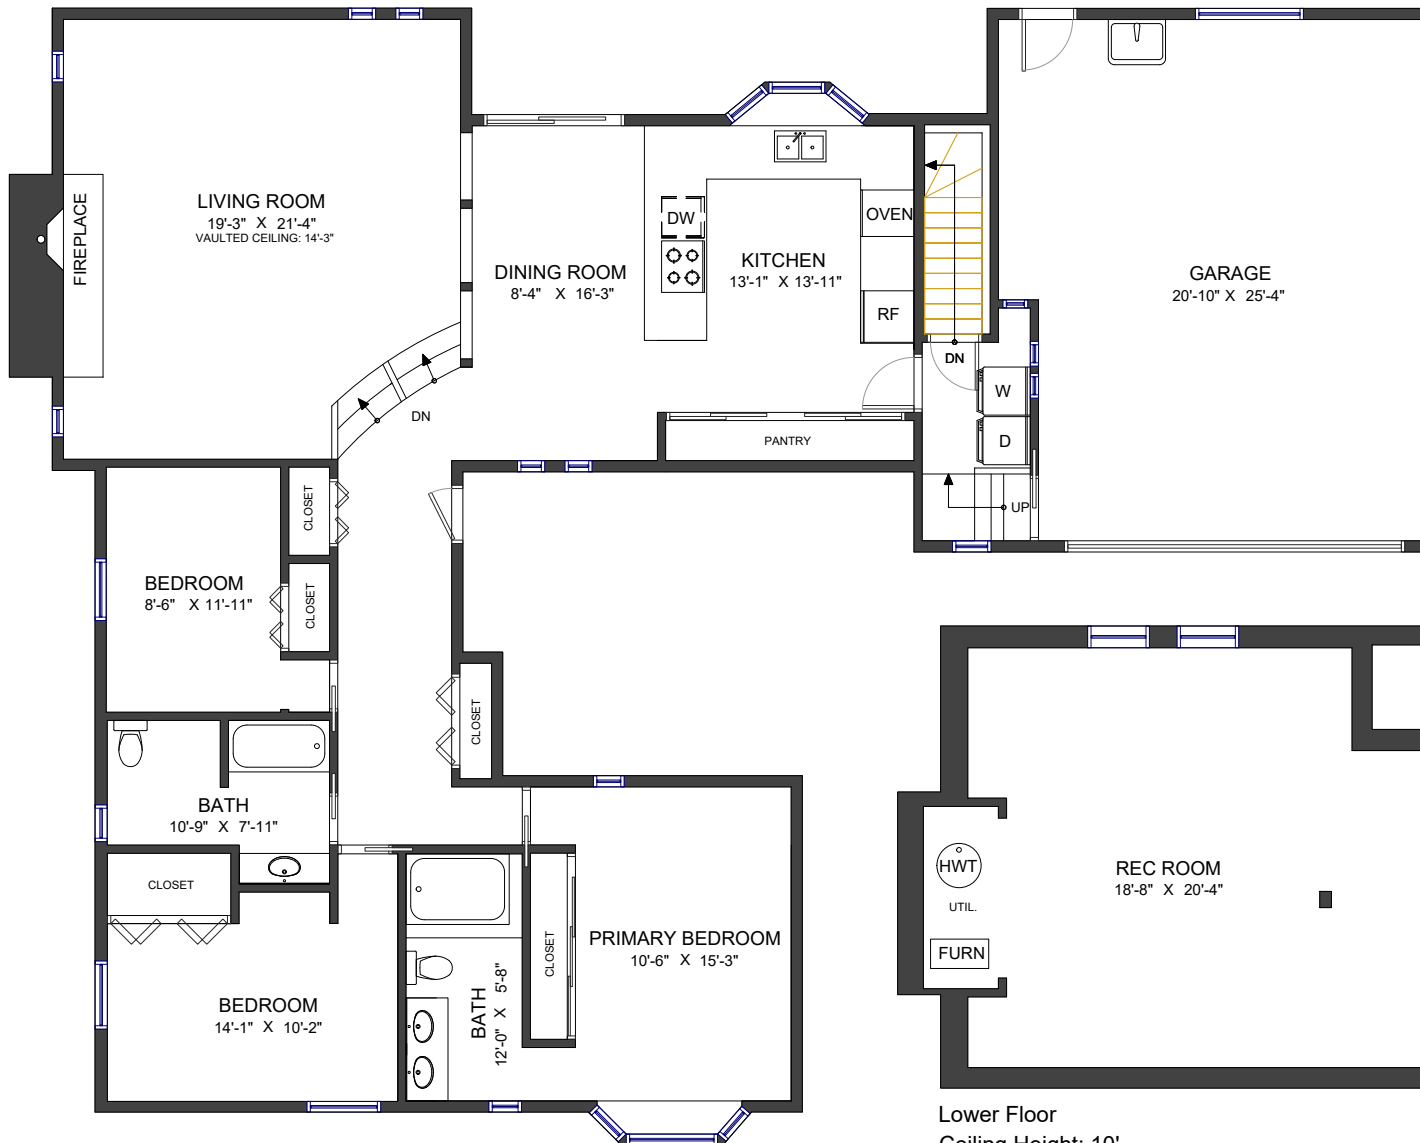 FIREPLACE
LIVING ROOM
19'-3" X 21'-4"
VAULTED CEILING: 14'-3"
DINING ROOM
8'-4" X 16'-3"
DW
KITCHEN
13'-1" X 13'-11"
OVEN
RF
GARAGE
20'-10" X 25'-4"
DN
W
D
UP
DN
PANTRY
CLOSET
CLOSET
BEDROOM
8'-6" X 11'-11"
CLOSET
BATH
10'-9" X 7'-11"
CLOSET
BEDROOM
14'-1" X 10'-2"
BATH
12'-0" X 5'-8"
CLOSET
PRIMARY BEDROOM
10'-6" X 15'-3"
HWT
UTIL.
FURN
REC ROOM
18'-8" X 20'-4"
Lower Floor
Ceiling Height: 10'